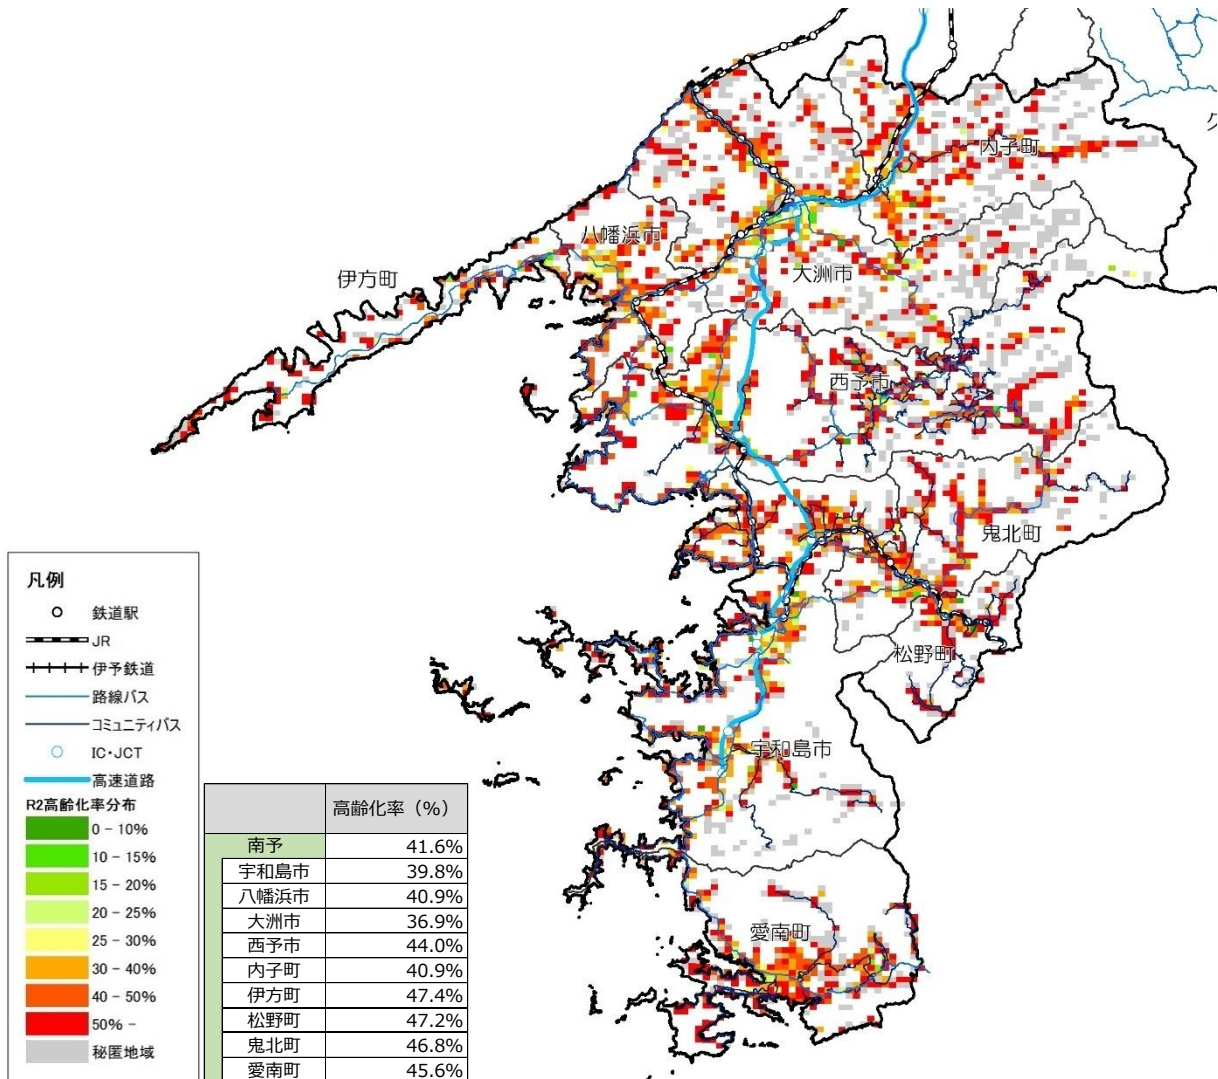 内子町
八幡浜市
伊方町
大洲市
西予市
鬼北町
松野町
宇和島市
愛南町
凡例
鉄道駅
JR
伊予鉄道
路線バス
コミュニティバス
IC・JCT
高速道路
R2高齢化率分布
0 - 10%
10 - 15%
15 - 20%
20 - 25%
25 - 30%
30 - 40%
40 - 50%
50% -
秘匿地域
高齢化率（%）
南予 41.6%
宇和島市 39.8%
八幡浜市 40.9%
大洲市 36.9%
西予市 44.0%
内子町 40.9%
伊方町 47.4%
松野町 47.2%
鬼北町 46.8%
愛南町 45.6%